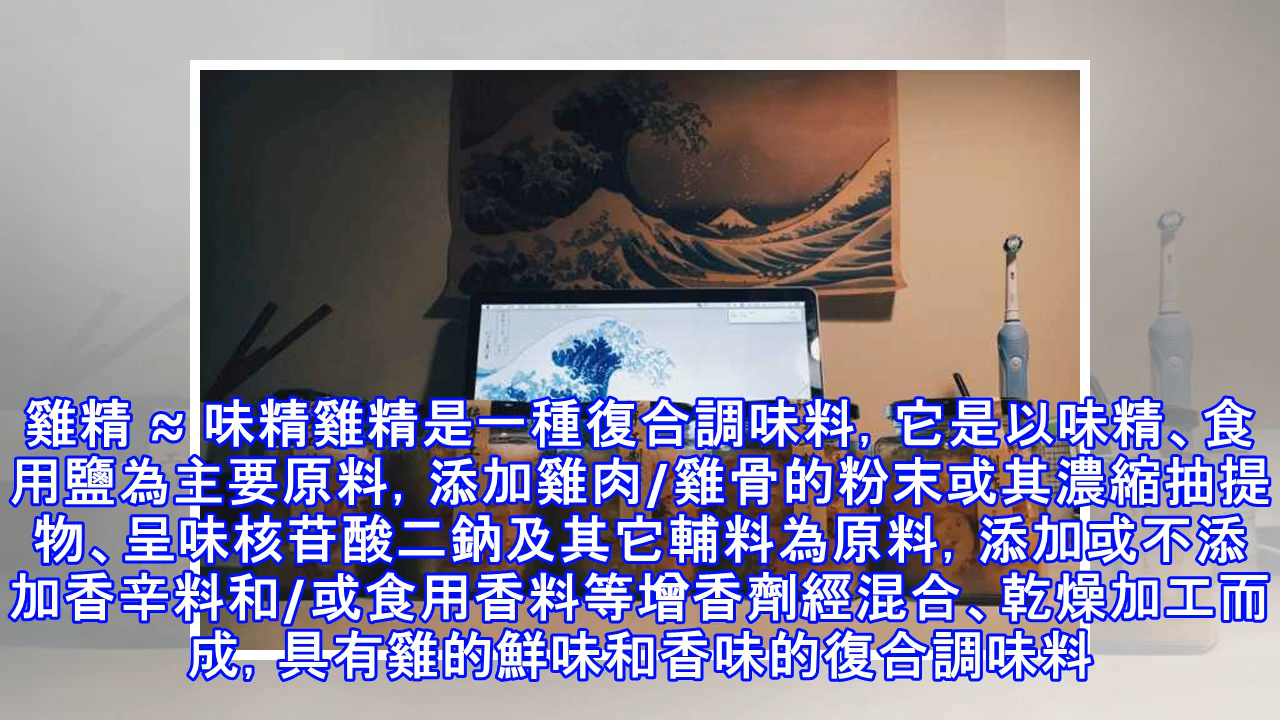 雞精 ≈ 味精雞精是一種復合調味料, 它是以味精、食
用鹽為主要原料, 添加雞肉/雞骨的粉末或其濃縮抽提
物、呈味核苷酸二鈉及其它輔料為原料, 添加或不添
加香辛料和/或食用香料等增香劑經混合、乾燥加工而
成, 具有雞的鮮味和香味的復合調味料